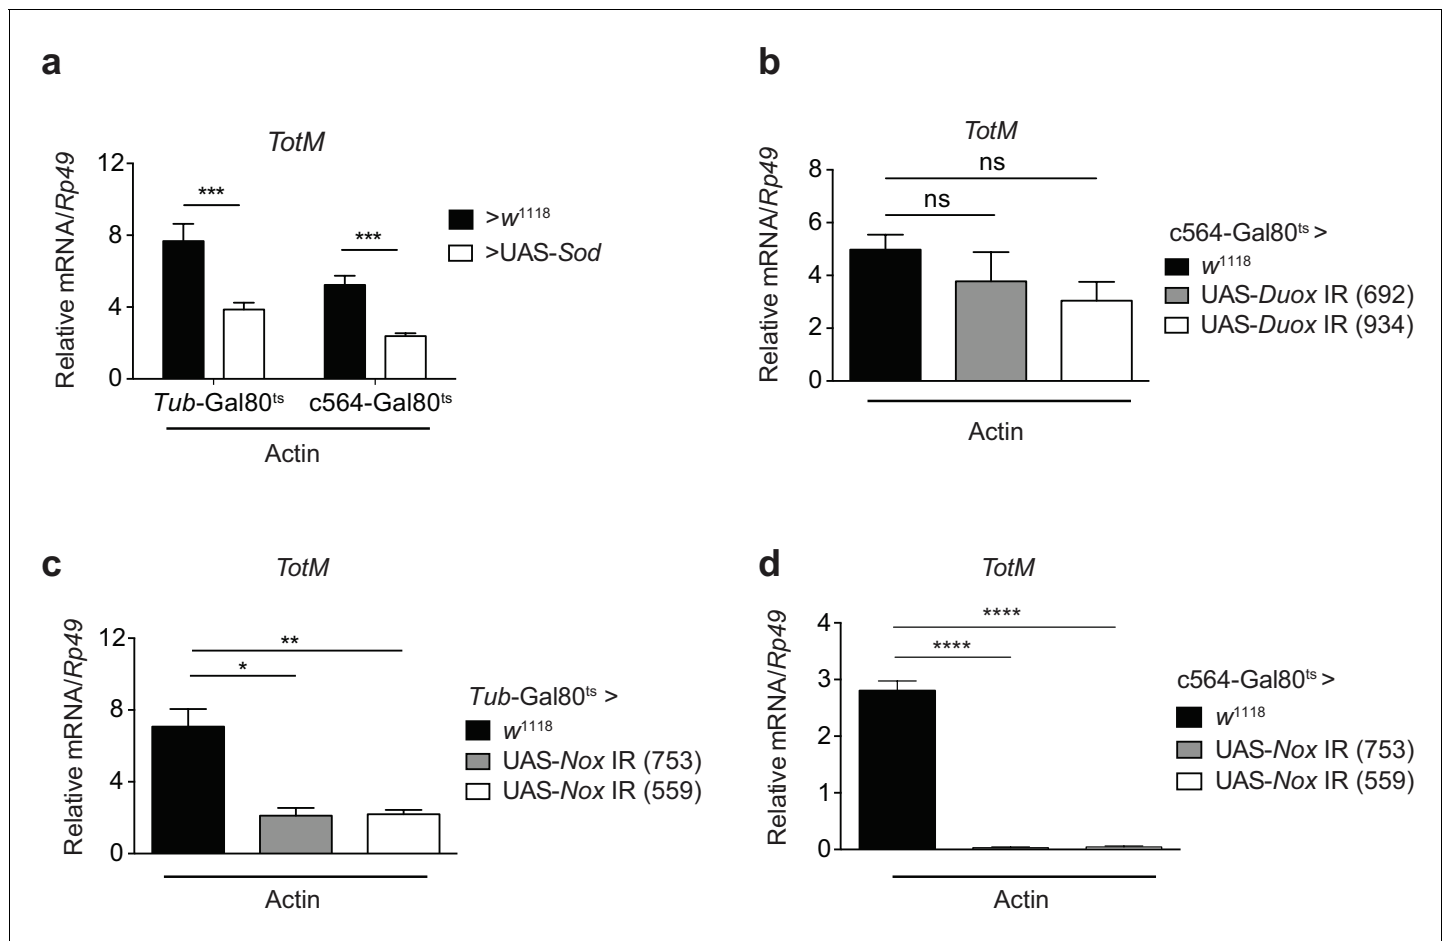 a
TotM
Relative mRNA/Rp49
12
8
4
0
***
***
>w¹¹¹⁸
>UAS-Sod
Tub-Gal80ᵗˢ
c564-Gal80ᵗˢ
Actin
b
TotM
Relative mRNA/Rp49
8
6
4
2
0
ns
ns
c564-Gal80ᵗˢ >
w¹¹¹⁸
UAS-Duox IR (692)
UAS-Duox IR (934)
Actin
c
TotM
Relative mRNA/Rp49
12
8
4
0
**
*
Tub-Gal80ᵗˢ >
w¹¹¹⁸
UAS-Nox IR (753)
UAS-Nox IR (559)
Actin
d
TotM
Relative mRNA/Rp49
4
3
2
1
0
****
****
c564-Gal80ᵗˢ >
w¹¹¹⁸
UAS-Nox IR (753)
UAS-Nox IR (559)
Actin